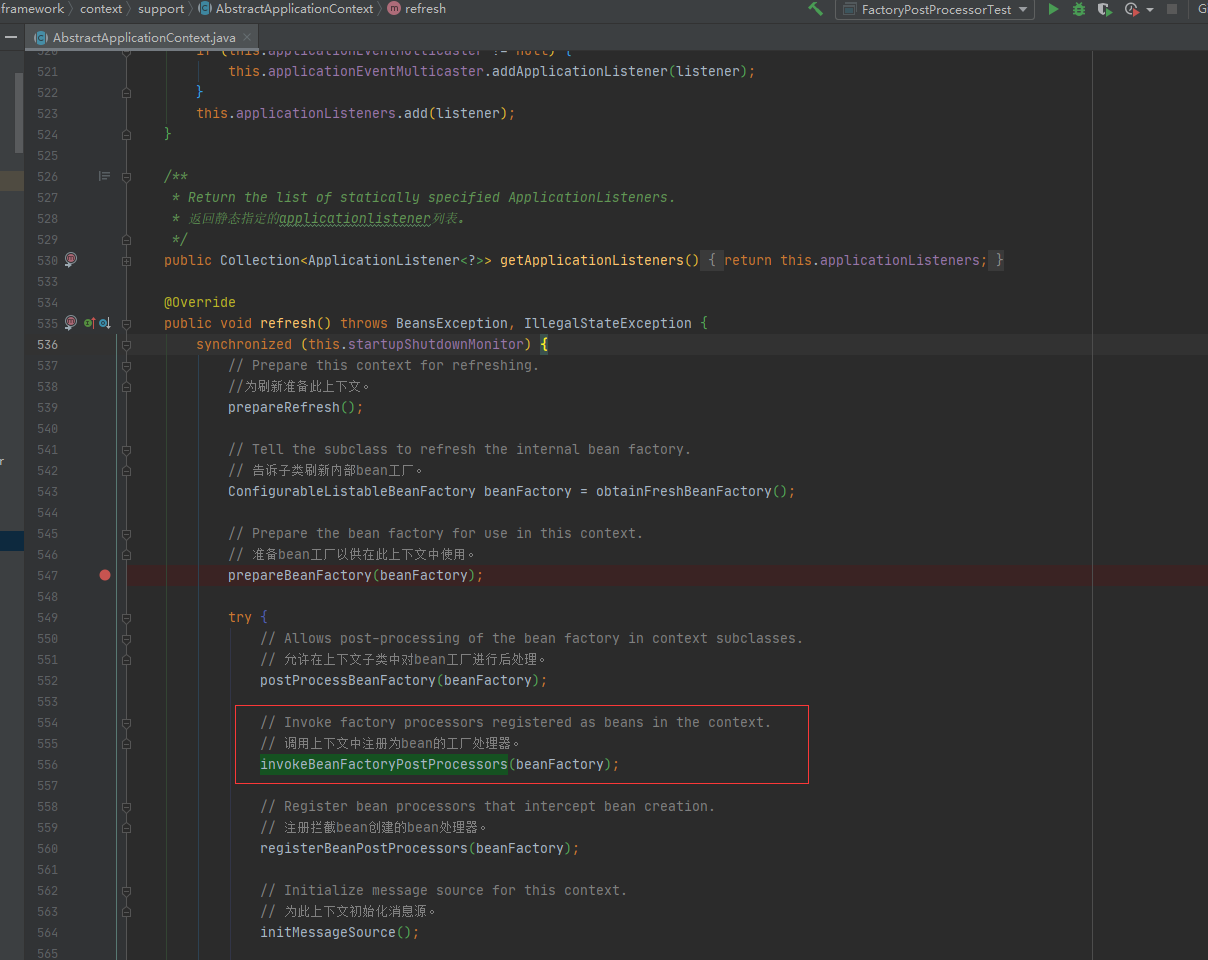 framework context support AbstractApplicationContext refresh FactoryPostProcessorTest
AbstractApplicationContext.java
521 this.applicationEventMulticaster.addApplicationListener(listener);
522 }
523 this.applicationListeners.add(listener);
524 }
525
526 /**
527 * Return the list of statically specified ApplicationListeners.
528 * 返回静态指定的applicationlistener列表。
529 */
530 public Collection<ApplicationListener<?>> getApplicationListeners() { return this.applicationListeners; }
533
534 @Override
535 public void refresh() throws BeansException, IllegalStateException {
536 synchronized (this.startupShutdownMonitor) {
537 // Prepare this context for refreshing.
538 //为刷新准备此上下文。
539 prepareRefresh();
540
541 // Tell the subclass to refresh the internal bean factory.
542 // 告诉子类刷新内部bean工厂。
543 ConfigurableListableBeanFactory beanFactory = obtainFreshBeanFactory();
544
545 // Prepare the bean factory for use in this context.
546 // 准备bean工厂以供在此上下文中使用。
547 prepareBeanFactory(beanFactory);
548
549 try {
550 // Allows post-processing of the bean factory in context subclasses.
551 // 允许在上下文子类中对bean工厂进行后处理。
552 postProcessBeanFactory(beanFactory);
553
554 // Invoke factory processors registered as beans in the context.
555 // 调用上下文中注册为bean的工厂处理器。
556 invokeBeanFactoryPostProcessors(beanFactory);
557
558 // Register bean processors that intercept bean creation.
559 // 注册拦截bean创建的bean处理器。
560 registerBeanPostProcessors(beanFactory);
561
562 // Initialize message source for this context.
563 // 为此上下文初始化消息源。
564 initMessageSource();
565